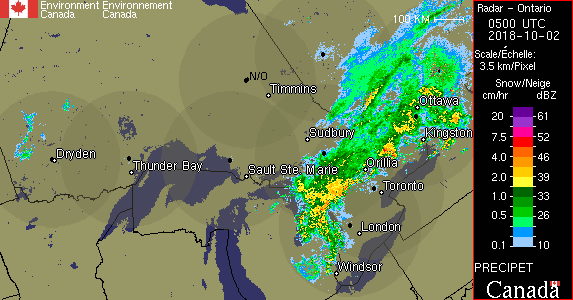 Environment Environnement
Canada Canada
100 KM
N/O
Timmins
Ottawa
Sudbury
Kingston
Dryden
Thunder Bay
Sault Ste. Marie
Orillia
Toronto
London
Windsor
Radar - Ontario
0500 UTC
2018-10-02
Scale/Échelle:
3.5 km/Pixel
Snow/Neige
cm/hr dBZ
20 61
7.5 52
4.0 46
2.0 39
1.0 33
0.5 26
0.1 10
PRECIPET
Canada